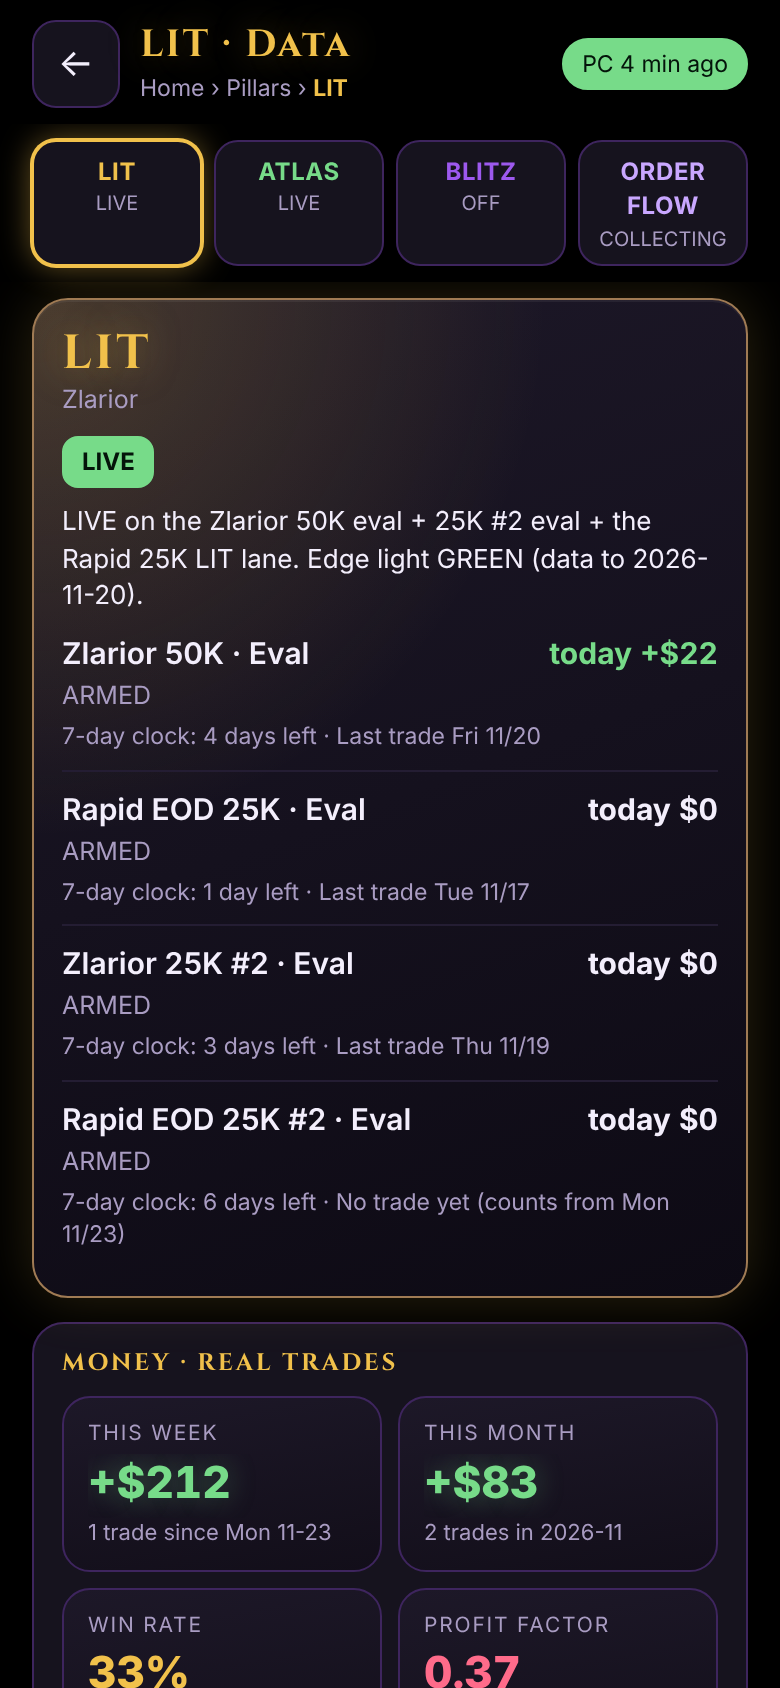 LIT · DATA
Home › Pillars › LIT
PC 4 min ago
LIT
LIVE
ATLAS
LIVE
BLITZ
OFF
ORDER
FLOW
COLLECTING
LIT
Zlarior
LIVE
LIVE on the Zlarior 50K eval + 25K #2 eval + the
Rapid 25K LIT lane. Edge light GREEN (data to 2026-
11-20).
Zlarior 50K · Eval
today +$22
ARMED
7-day clock: 4 days left · Last trade Fri 11/20
Rapid EOD 25K · Eval
today $0
ARMED
7-day clock: 1 day left · Last trade Tue 11/17
Zlarior 25K #2 · Eval
today $0
ARMED
7-day clock: 3 days left · Last trade Thu 11/19
Rapid EOD 25K #2 · Eval
today $0
ARMED
7-day clock: 6 days left · No trade yet (counts from Mon
11/23)
MONEY · REAL TRADES
THIS WEEK
+$212
1 trade since Mon 11-23
THIS MONTH
+$83
2 trades in 2026-11
WIN RATE
33%
PROFIT FACTOR
0.37